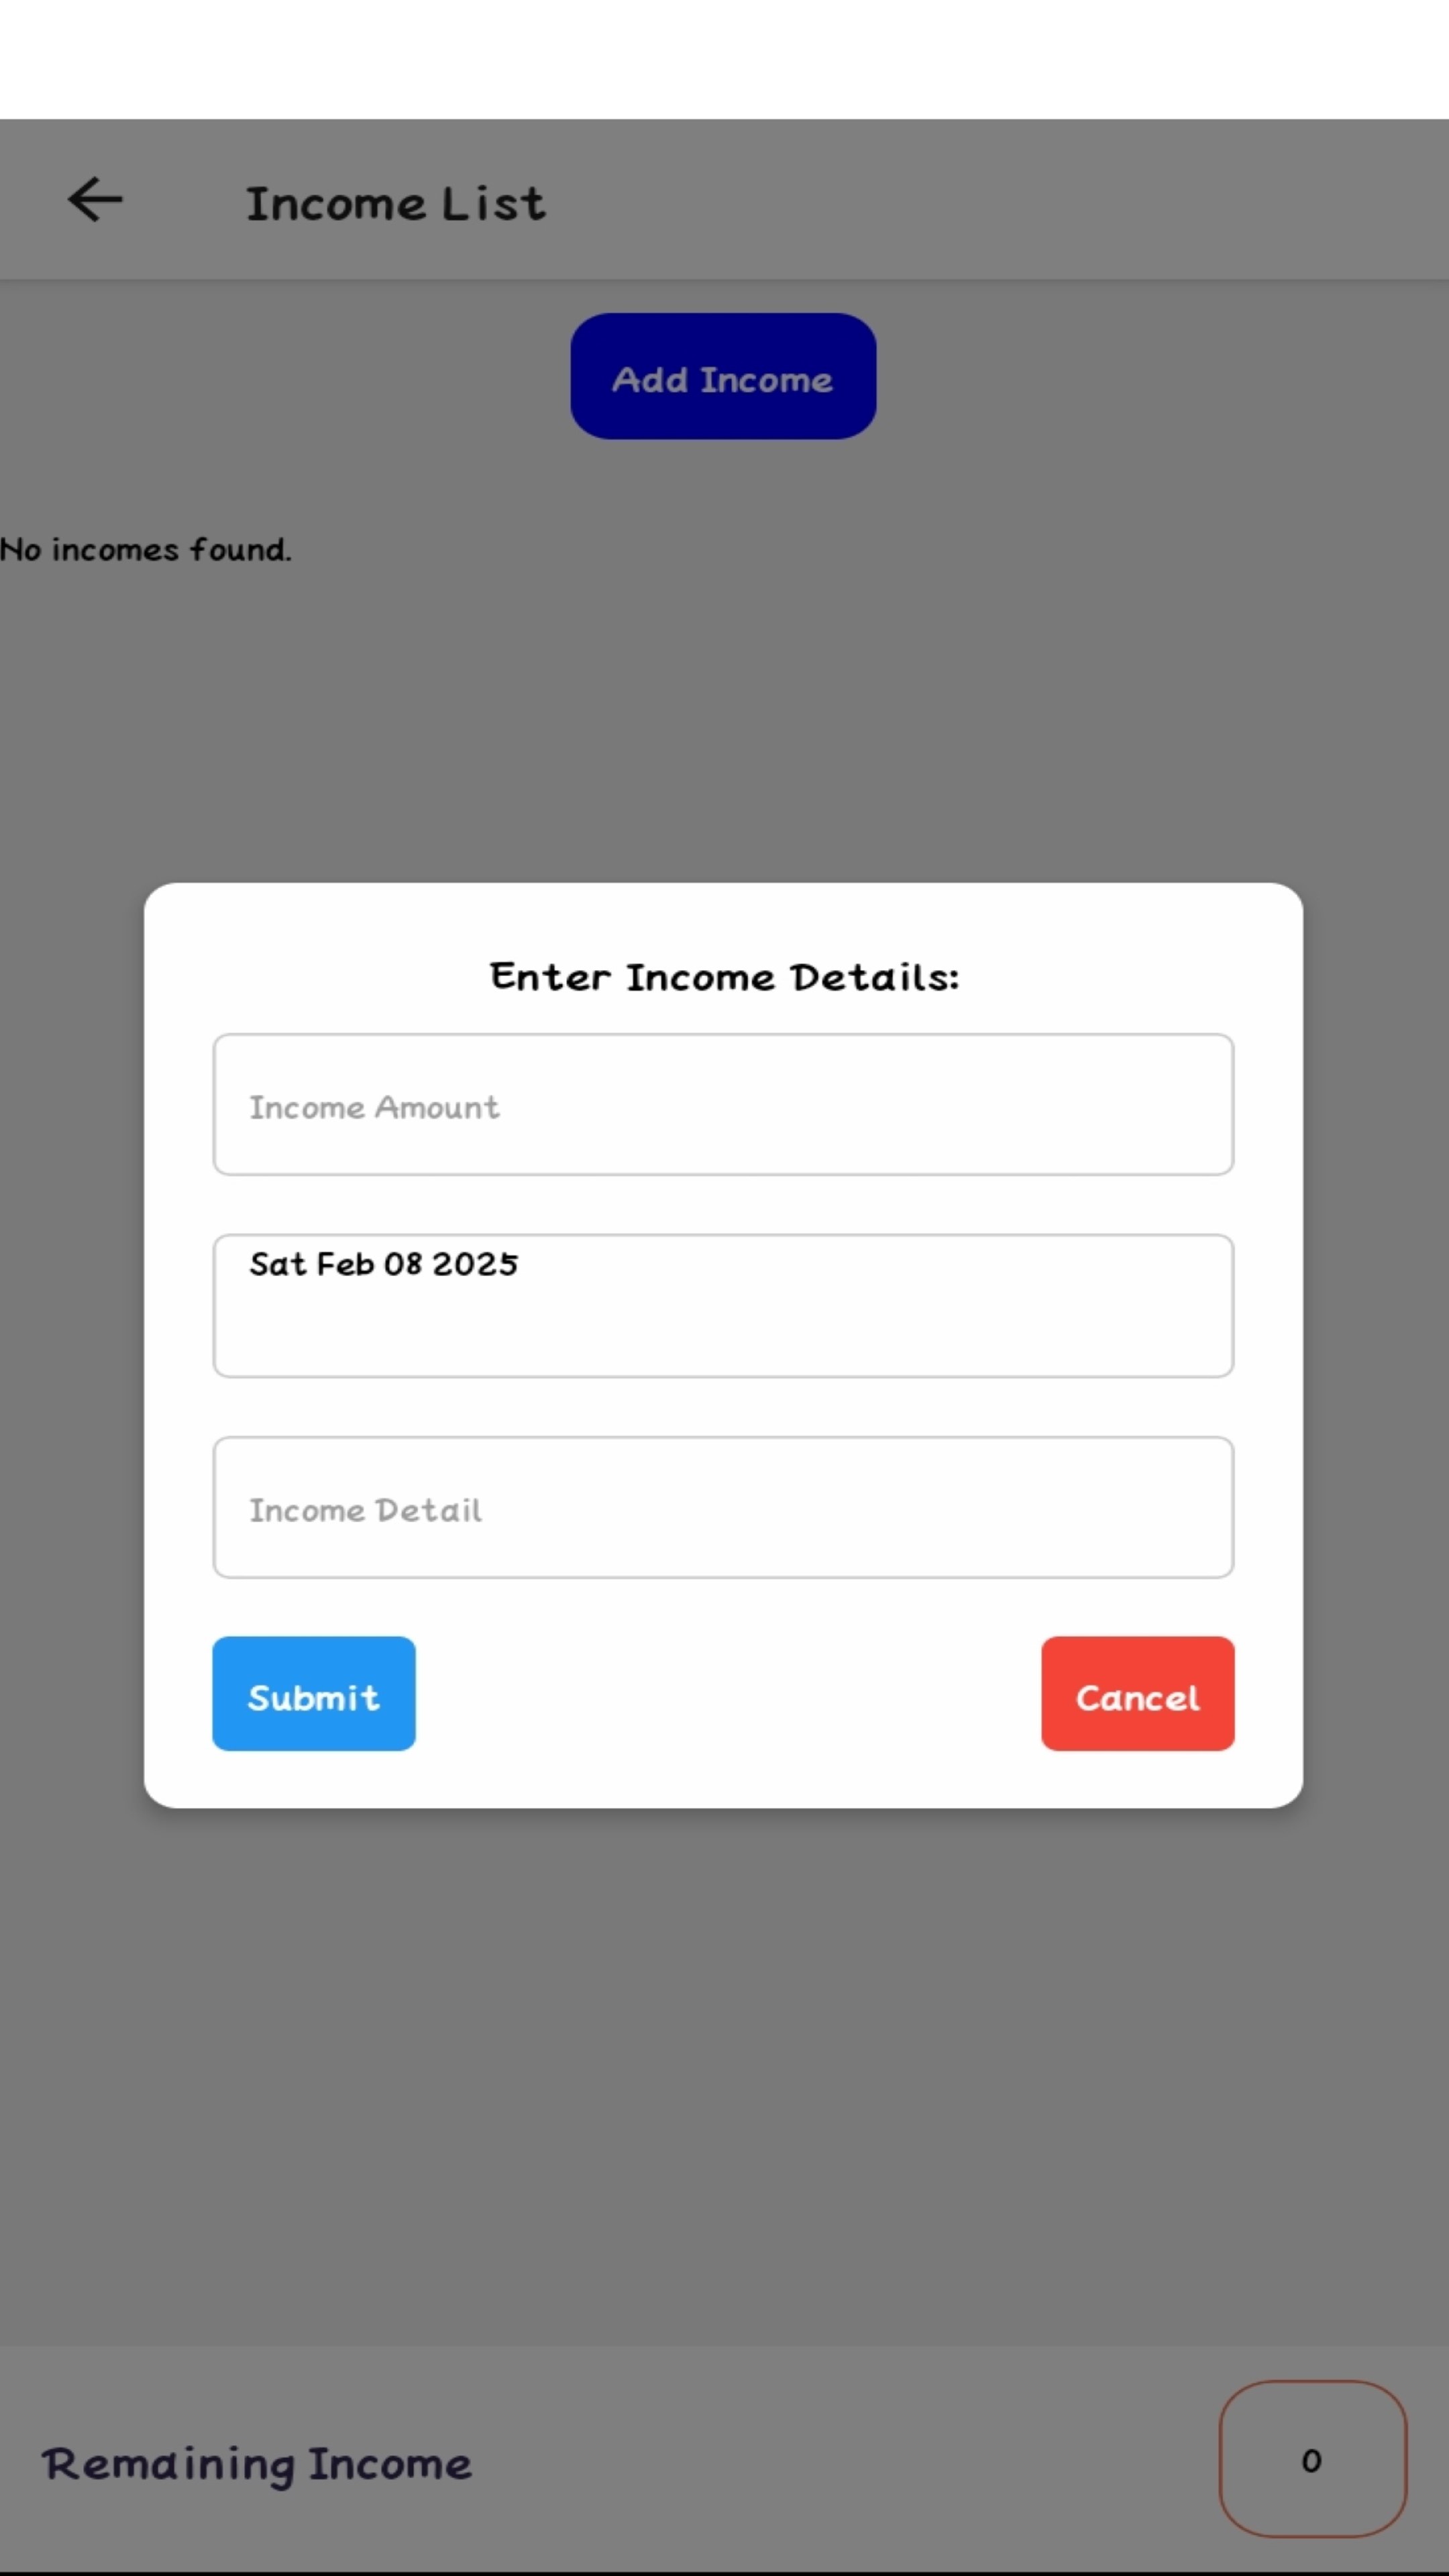 Income List
Add Income
No incomes found.
Enter Income Details:
Income Amount
Sat Feb 08 2025
Income Detail
Submit
Cancel
Remaining Income
0